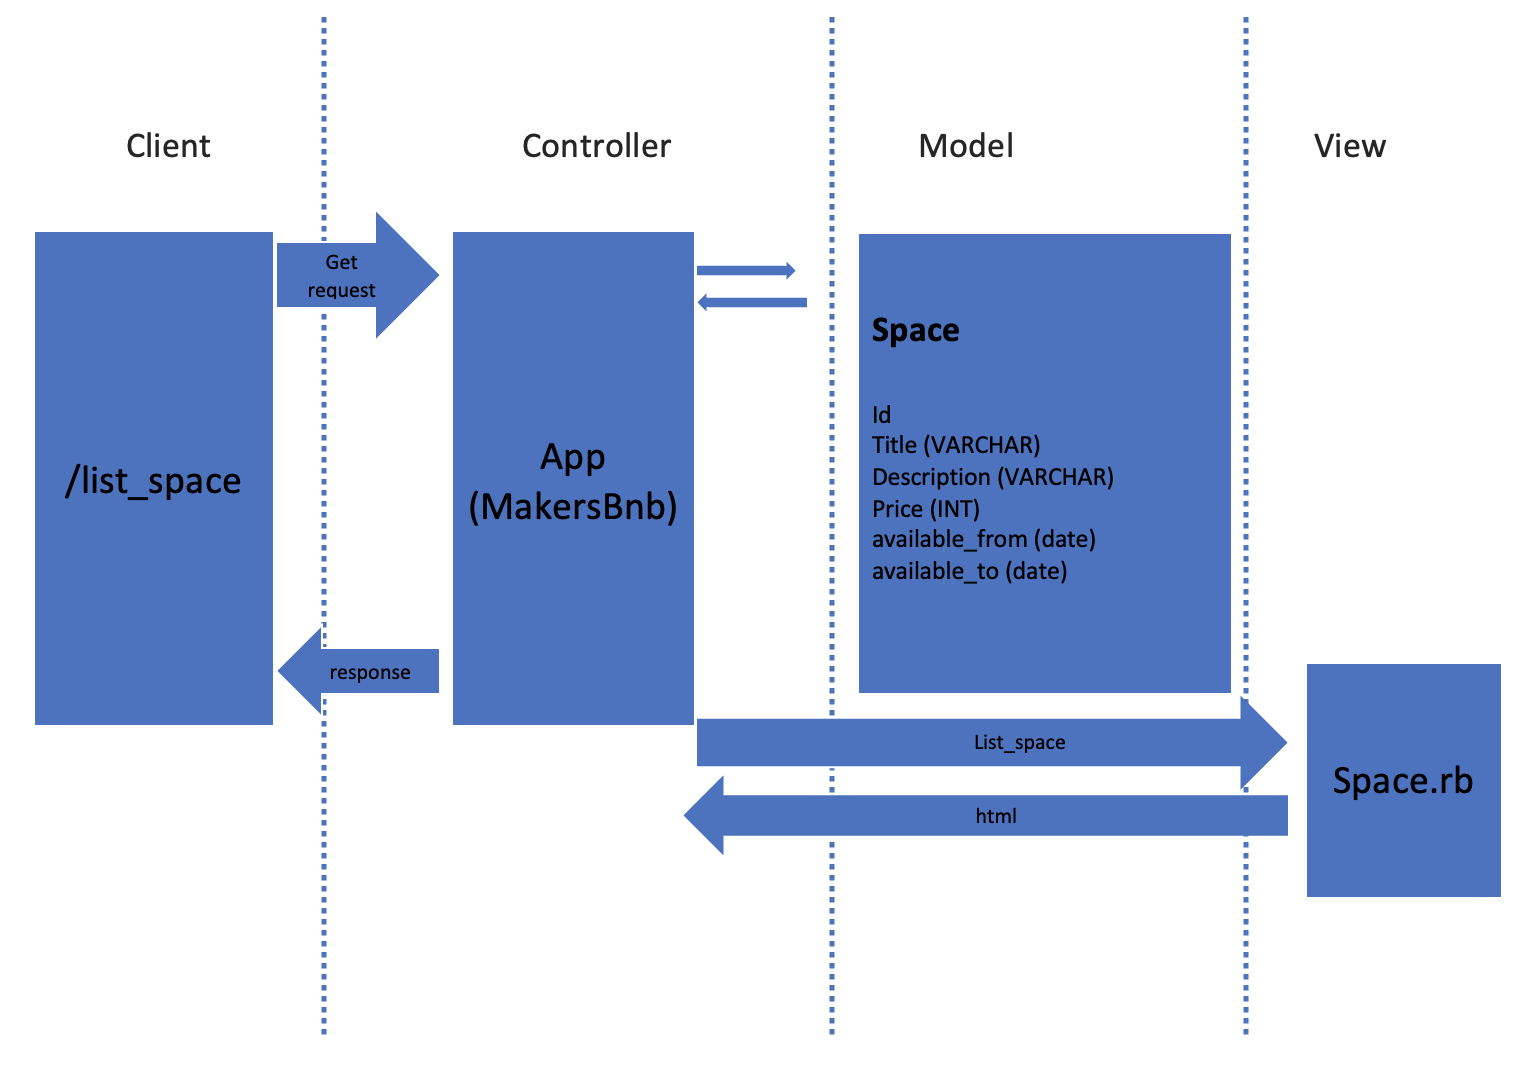 Client
Controller
Model
View
Get
request
/list_space
App
(MakersBnb)
Space
Id
Title (VARCHAR)
Description (VARCHAR)
Price (INT)
available_from (date)
available_to (date)
response
List_space
html
Space.rb